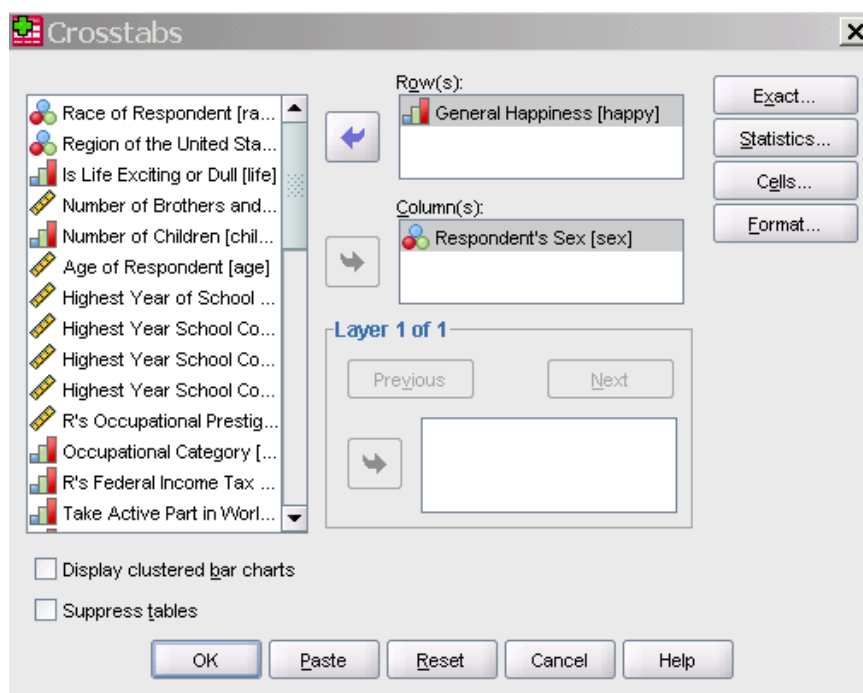 Crosstabs
Race of Respondent [ra...
Region of the United Sta...
Is Life Exciting or Dull [life]
Number of Brothers and...
Number of Children [chil...
Age of Respondent [age]
Highest Year of School ...
Highest Year School Co...
Highest Year School Co...
Highest Year School Co...
R's Occupational Prestig...
Occupational Category [...
R's Federal Income Tax ...
Take Active Part in Worl...
Row(s):
General Happiness [happy]
Column(s):
Respondent's Sex [sex]
Layer 1 of 1
Previous
Next
Exact...
Statistics...
Cells...
Format...
Display clustered bar charts
Suppress tables
OK
Paste
Reset
Cancel
Help